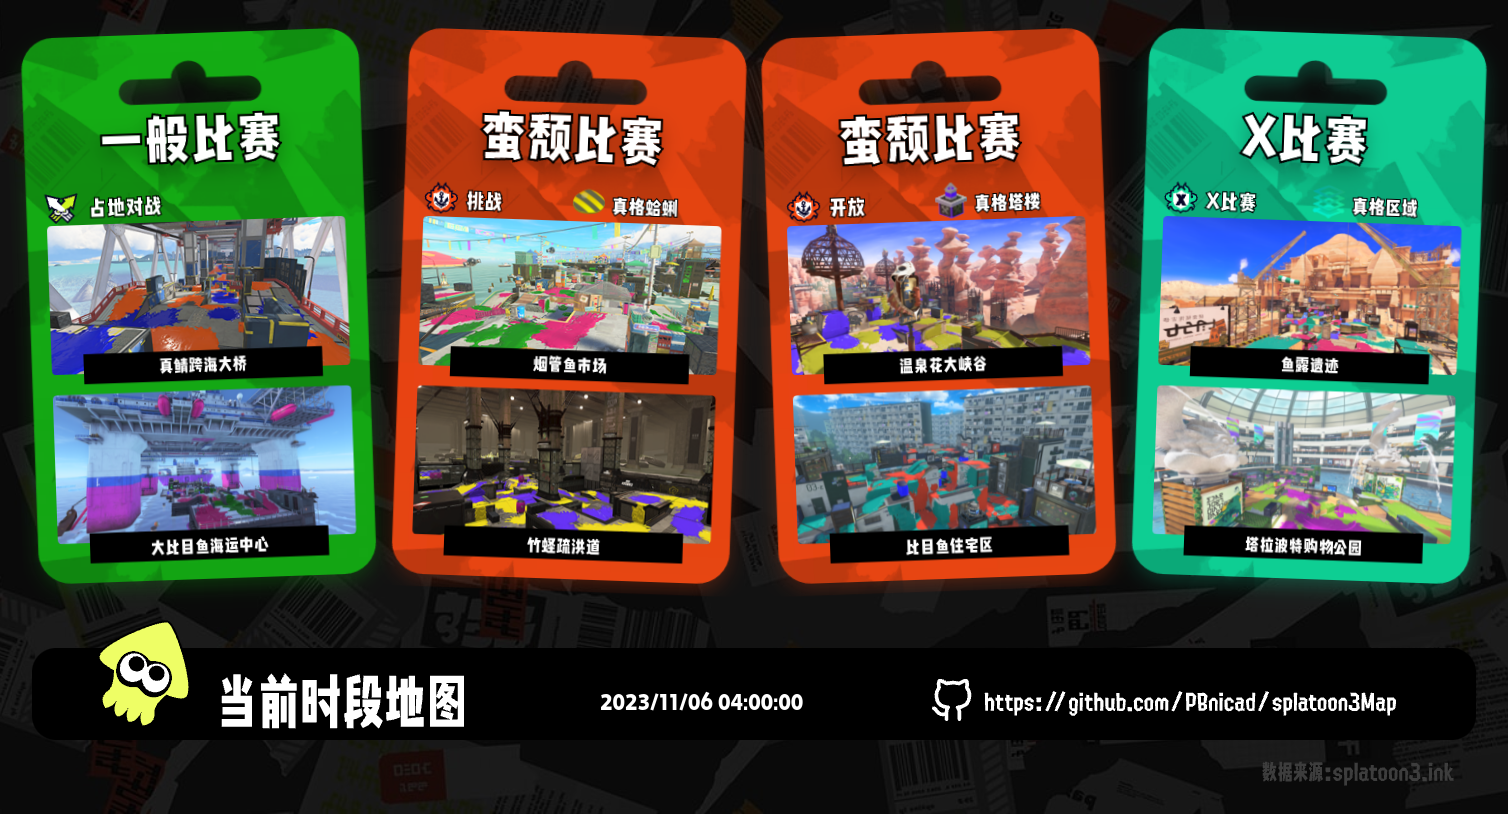 一般比赛
占地对战
真鲭跨海大桥
大比目鱼海运中心
蛮颓比赛
挑战
真格蛤蜊
烟管鱼市场
竹蛏疏洪道
蛮颓比赛
开放
真格塔楼
温泉花大峡谷
比目鱼住宅区
X比赛
X比赛
真格区域
鱼露遗迹
塔拉波特购物公园
当前时段地图
2023/11/06 04:00:00
https://github.com/PBnicad/splatoon3Map
数据来源:splatoon3.ink